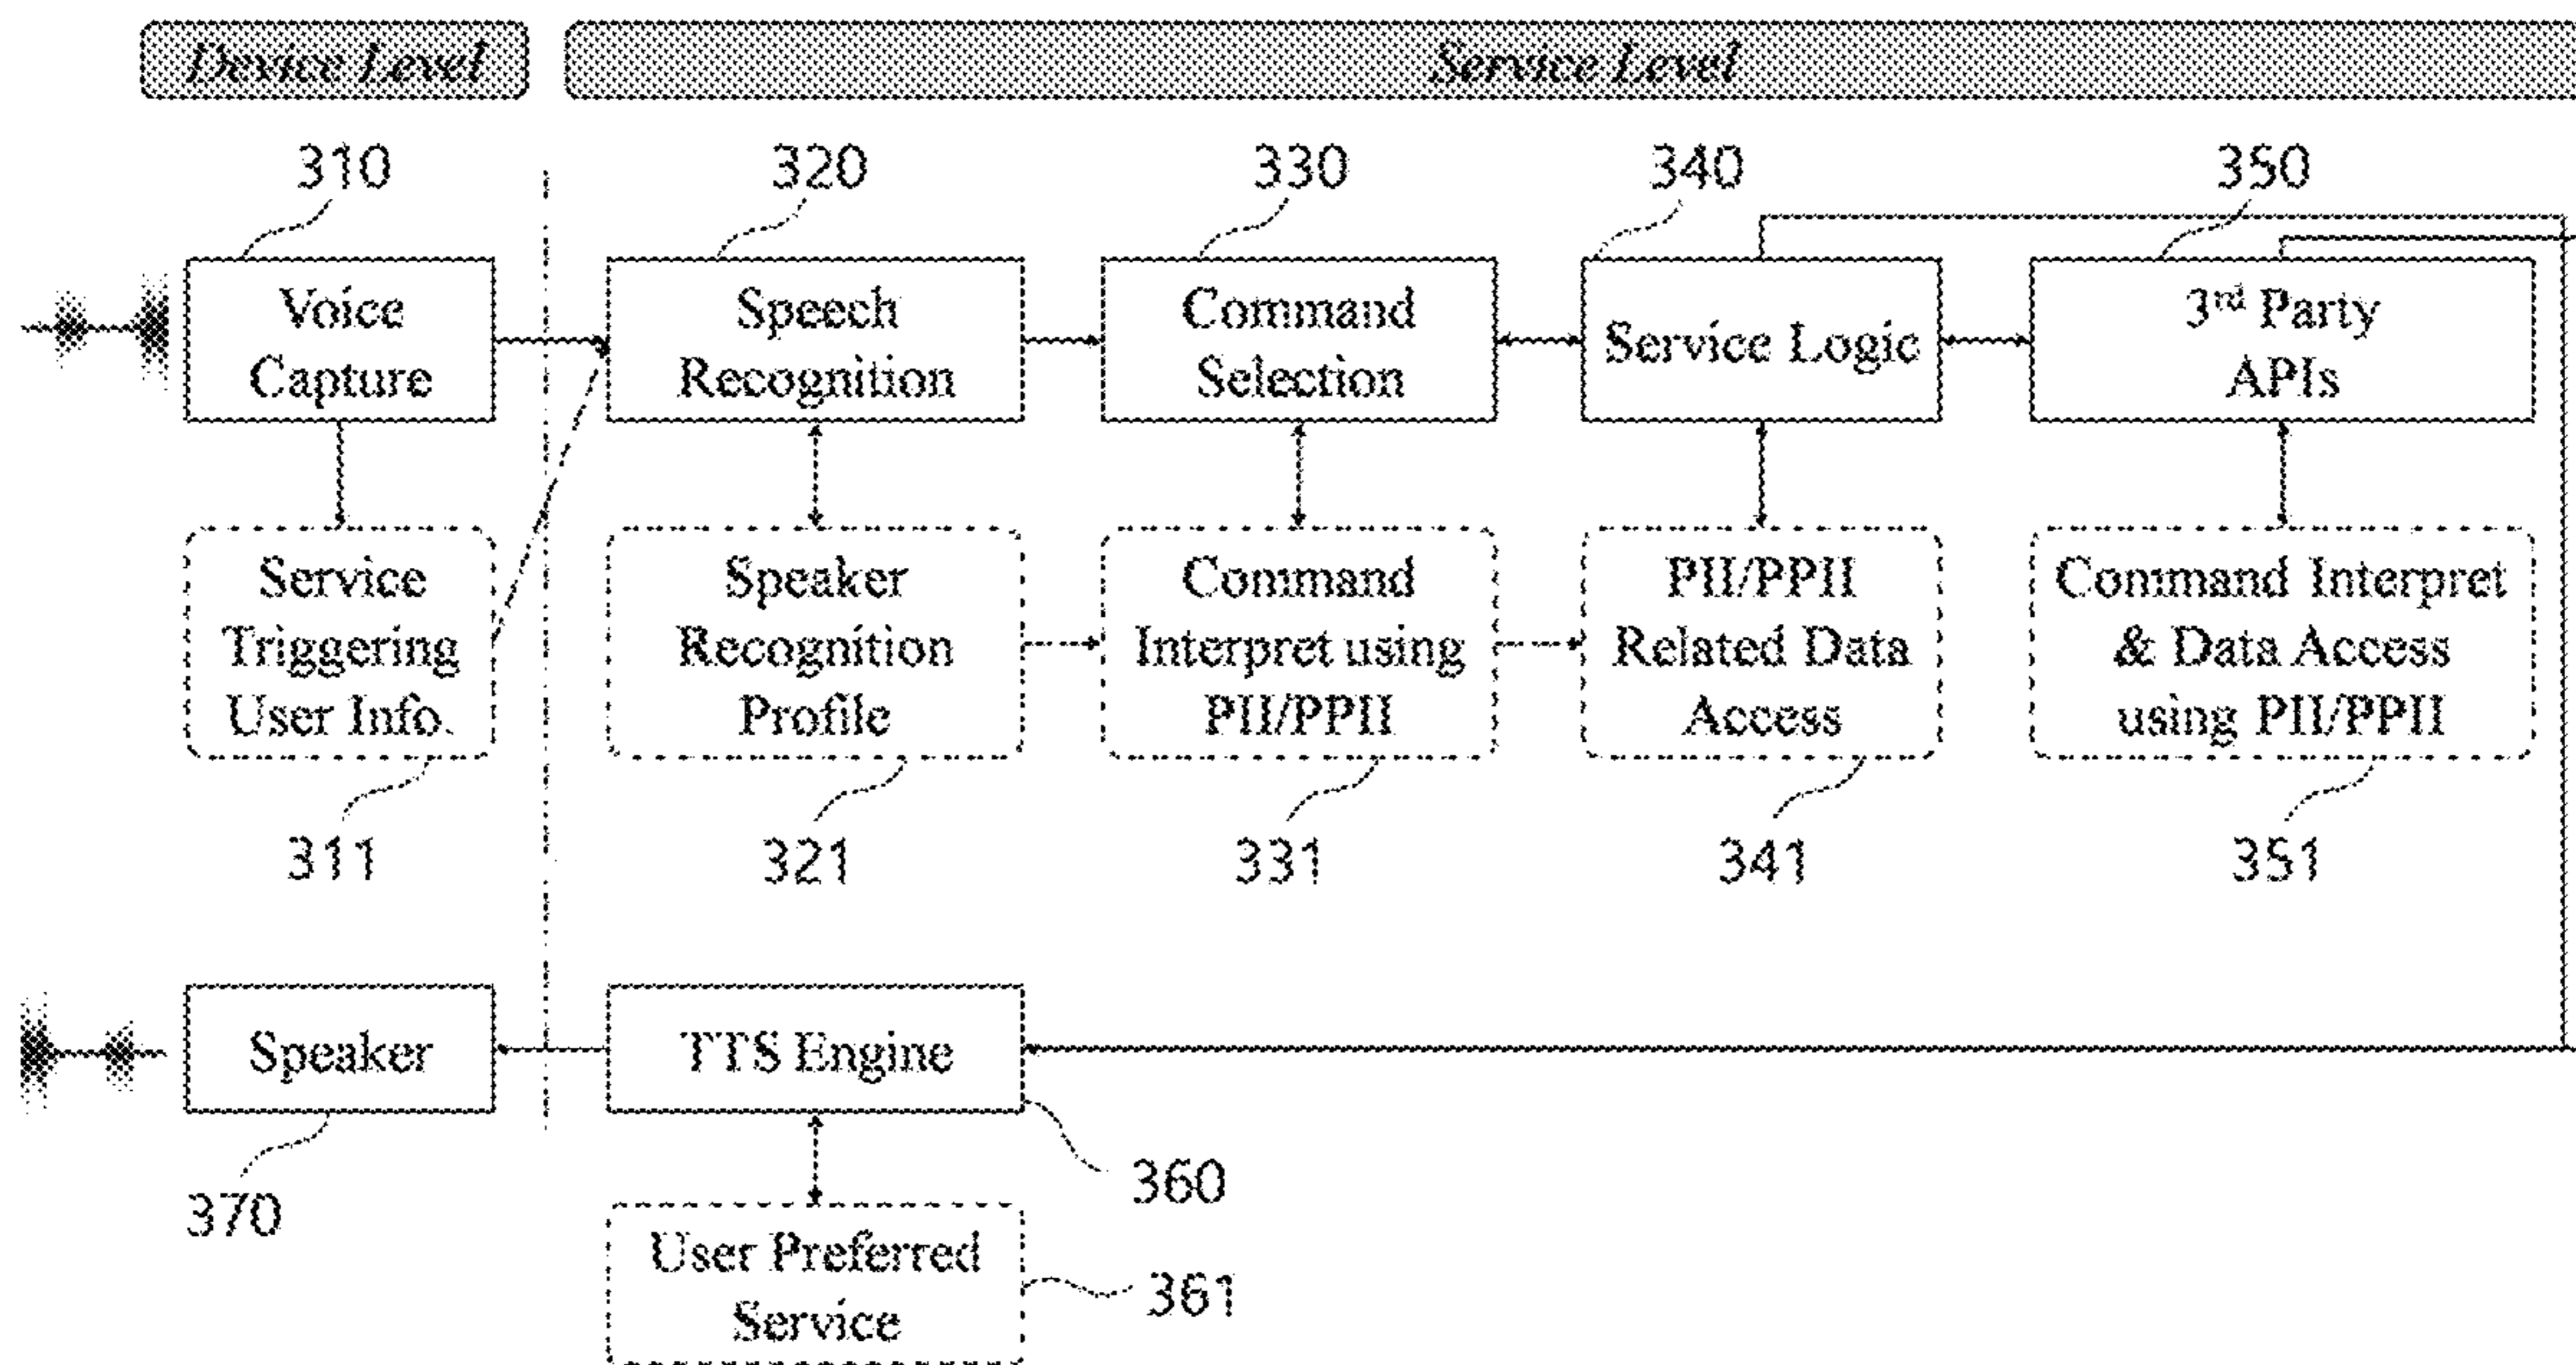 Device Level
Service Level
310
320
330
340
350
Voice
Capture
Speech
Recognition
Command
Selection
Service Logic
3rd Party
APIs
Service
Triggering
User Info.
Speaker
Recognition
Profile
Command
Interpret using
PII/PPII
PII/PPII
Related Data
Access
Command Interpret
& Data Access
using PII/PPII
311
321
331
341
351
Speaker
TTS Engine
370
360
User Preferred
Service
361